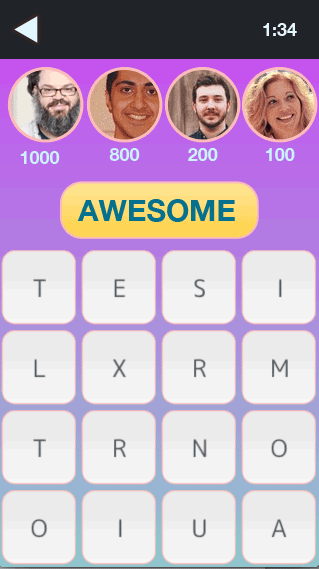 1:34
1000 800 200 100
AWESOME
T E S I
L X R M
T R N O
O I U A